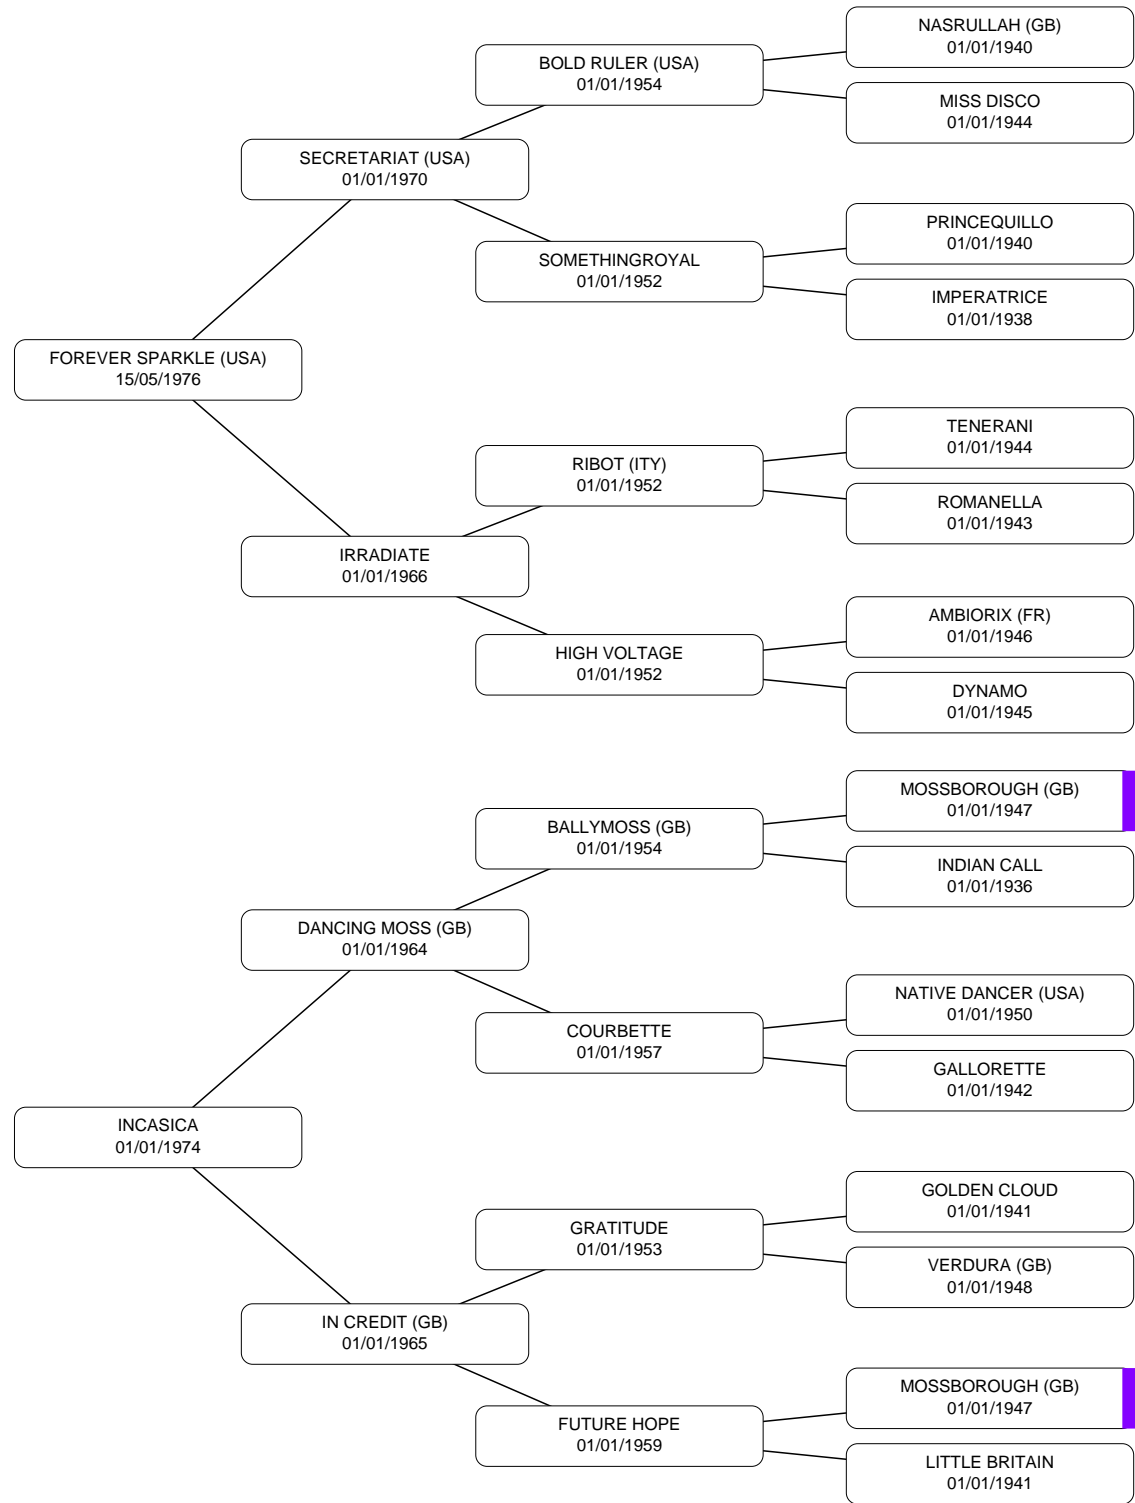 NASRULLAH (GB)
01/01/1940
BOLD RULER (USA)
01/01/1954
MISS DISCO
01/01/1944
SECRETARIAT (USA)
01/01/1970
PRINCEQUILLO
01/01/1940
SOMETHINGROYAL
01/01/1952
IMPERATRICE
01/01/1938
FOREVER SPARKLE (USA)
15/05/1976
TENERANI
01/01/1944
RIBOT (ITY)
01/01/1952
ROMANELLA
01/01/1943
IRRADIATE
01/01/1966
AMBIORIX (FR)
01/01/1946
HIGH VOLTAGE
01/01/1952
DYNAMO
01/01/1945
MOSSBOROUGH (GB)
01/01/1947
BALLYMOSS (GB)
01/01/1954
INDIAN CALL
01/01/1936
DANCING MOSS (GB)
01/01/1964
NATIVE DANCER (USA)
01/01/1950
COURBETTE
01/01/1957
GALLORETTE
01/01/1942
INCASICA
01/01/1974
GOLDEN CLOUD
01/01/1941
GRATITUDE
01/01/1953
VERDURA (GB)
01/01/1948
IN CREDIT (GB)
01/01/1965
MOSSBOROUGH (GB)
01/01/1947
FUTURE HOPE
01/01/1959
LITTLE BRITAIN
01/01/1941